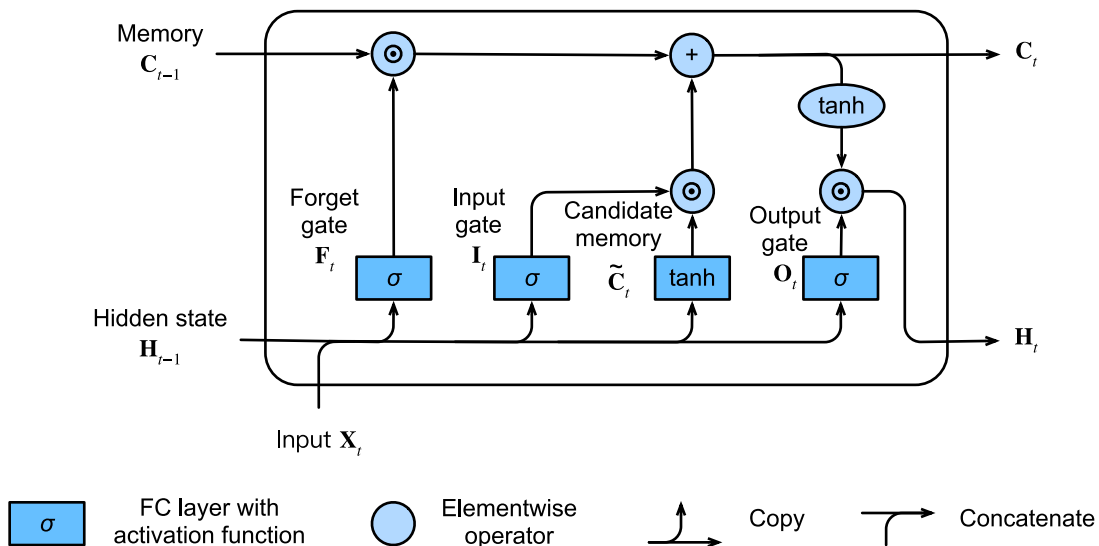 Memory
C_{t−1}
+
C_t
tanh
Forget
gate
F_t
Input
gate
I_t
Candidate
memory
C̃_t
Output
gate
O_t
σ
σ
tanh
σ
Hidden state
H_{t−1}
H_t
Input X_t
σ
FC layer with
activation function
Elementwise
operator
Copy
Concatenate